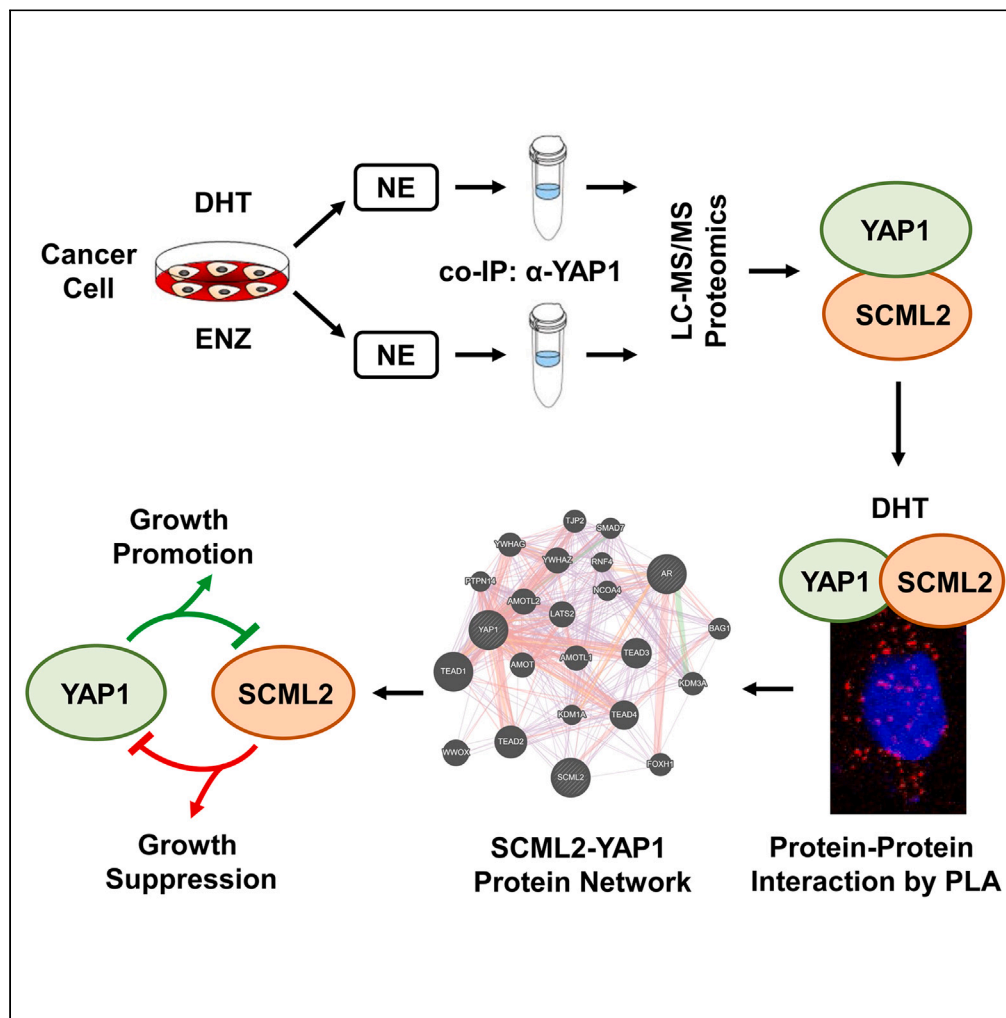 DHT
Cancer
Cell
ENZ
NE
NE
co-IP: α-YAP1
LC-MS/MS
Proteomics
YAP1
SCML2
DHT
YAP1
SCML2
Protein-Protein
Interaction by PLA
TJP2
SMAD7
YWHAG
YWHAZ
RNF4
AR
PTPN14
NCOA4
AMOTL2
LATS2
YAP1
BAG1
TEAD1
AMOT
AMOTL1
TEAD3
KDM3A
KDM1A
TEAD4
TEAD2
WWOX
FOXH1
SCML2
SCML2-YAP1
Protein Network
Growth
Promotion
YAP1
SCML2
Growth
Suppression